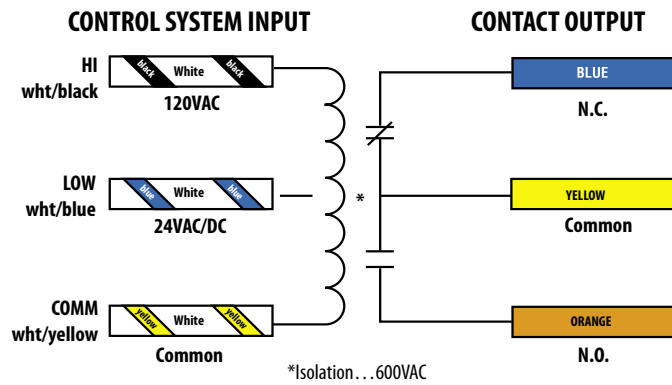 CONTROL SYSTEM INPUT
CONTACT OUTPUT
HI
wht/black
black White black
120VAC
LOW
wht/blue
blue White blue
24VAC/DC
COMM
wht/yellow
yellow White yellow
Common
*
BLUE
N.C.
YELLOW
Common
ORANGE
N.O.
*Isolation...600VAC